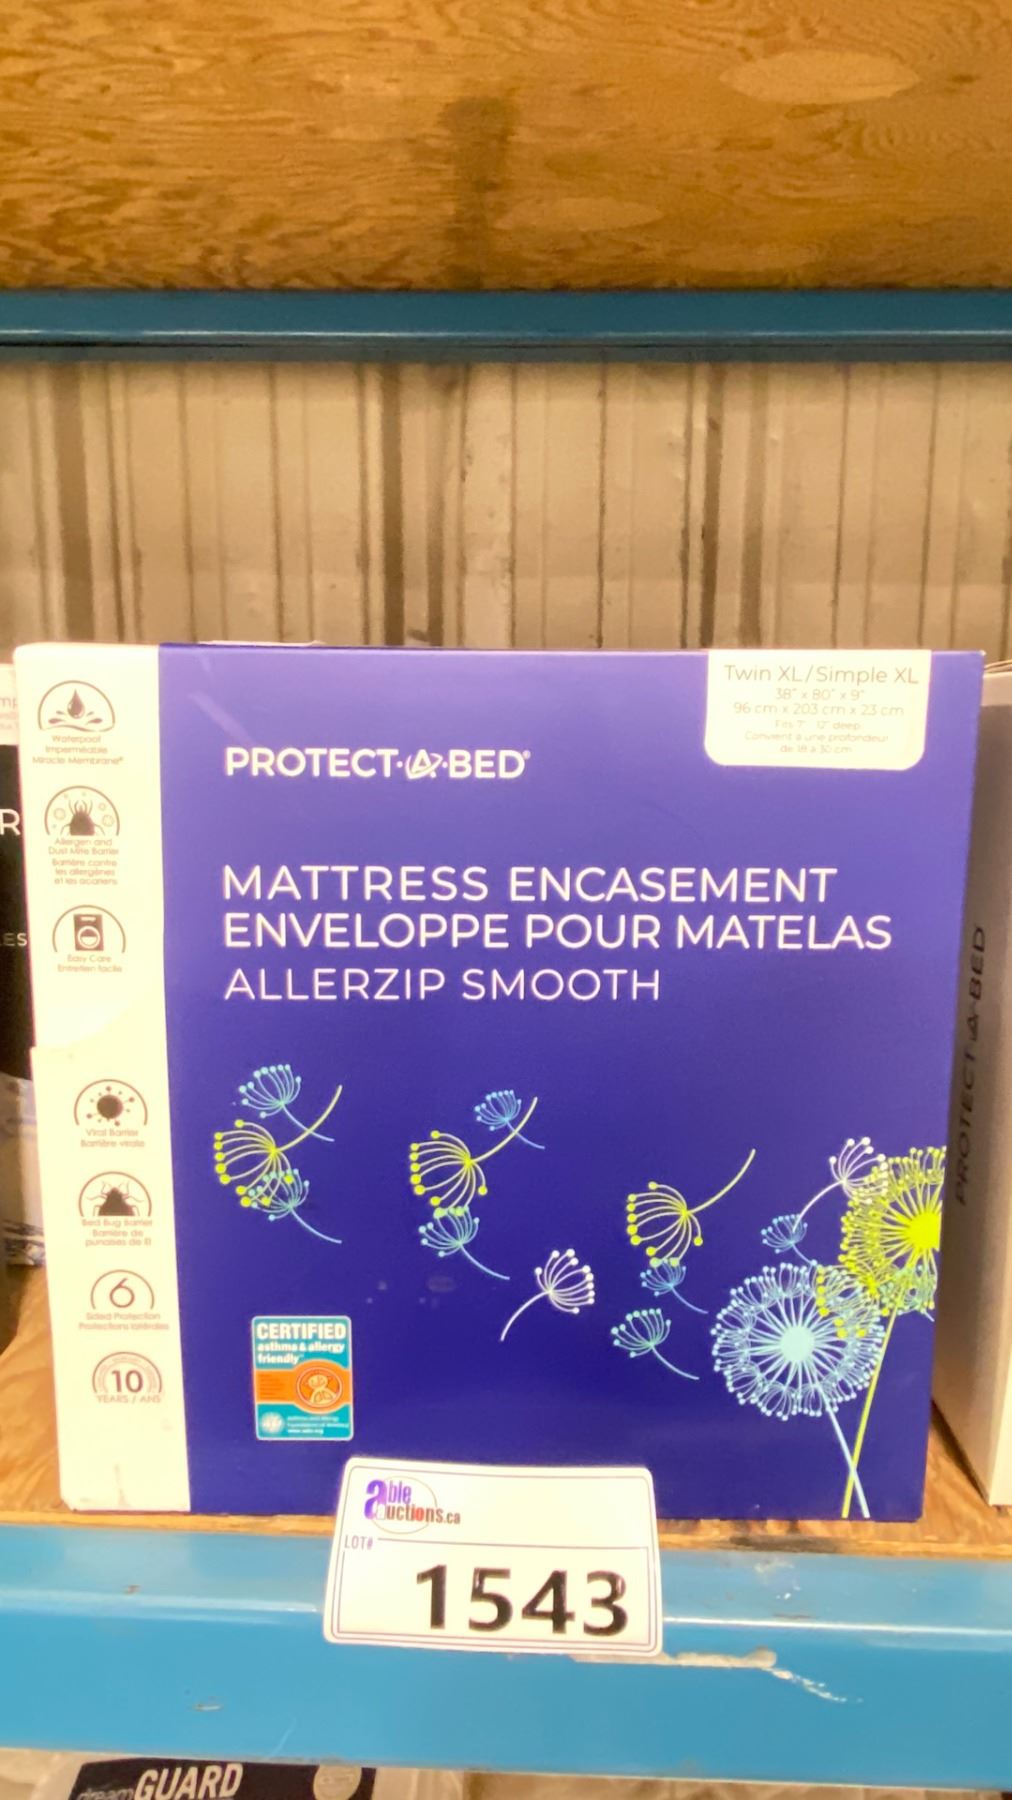 Twin XL/Simple XL
38" x 80" x 9"
96 cm x 203 cm x 23 cm
Fits 7" - 12" deep
Convient à une profondeur
de 18 à 30 cm
PROTECT·A·BED®
MATTRESS ENCASEMENT
ENVELOPPE POUR MATELAS
ALLERZIP SMOOTH
Waterproof
Imperméable
Miracle Membrane®
Allergen and
Dust Mite Barrier
Barrière contre
les allergènes
et les acariens
Easy Care
Entretien facile
Viral Barrier
Barrière virale
Bed Bug Barrier
Barrière de
punaises de lit
6
Sided Protection
Protections latérales
10
YEARS / ANS
CERTIFIED
asthma & allergy
friendly™
able
auctions.ca
LOT#
1543
PROTECT·A·BED
dreamGUARD